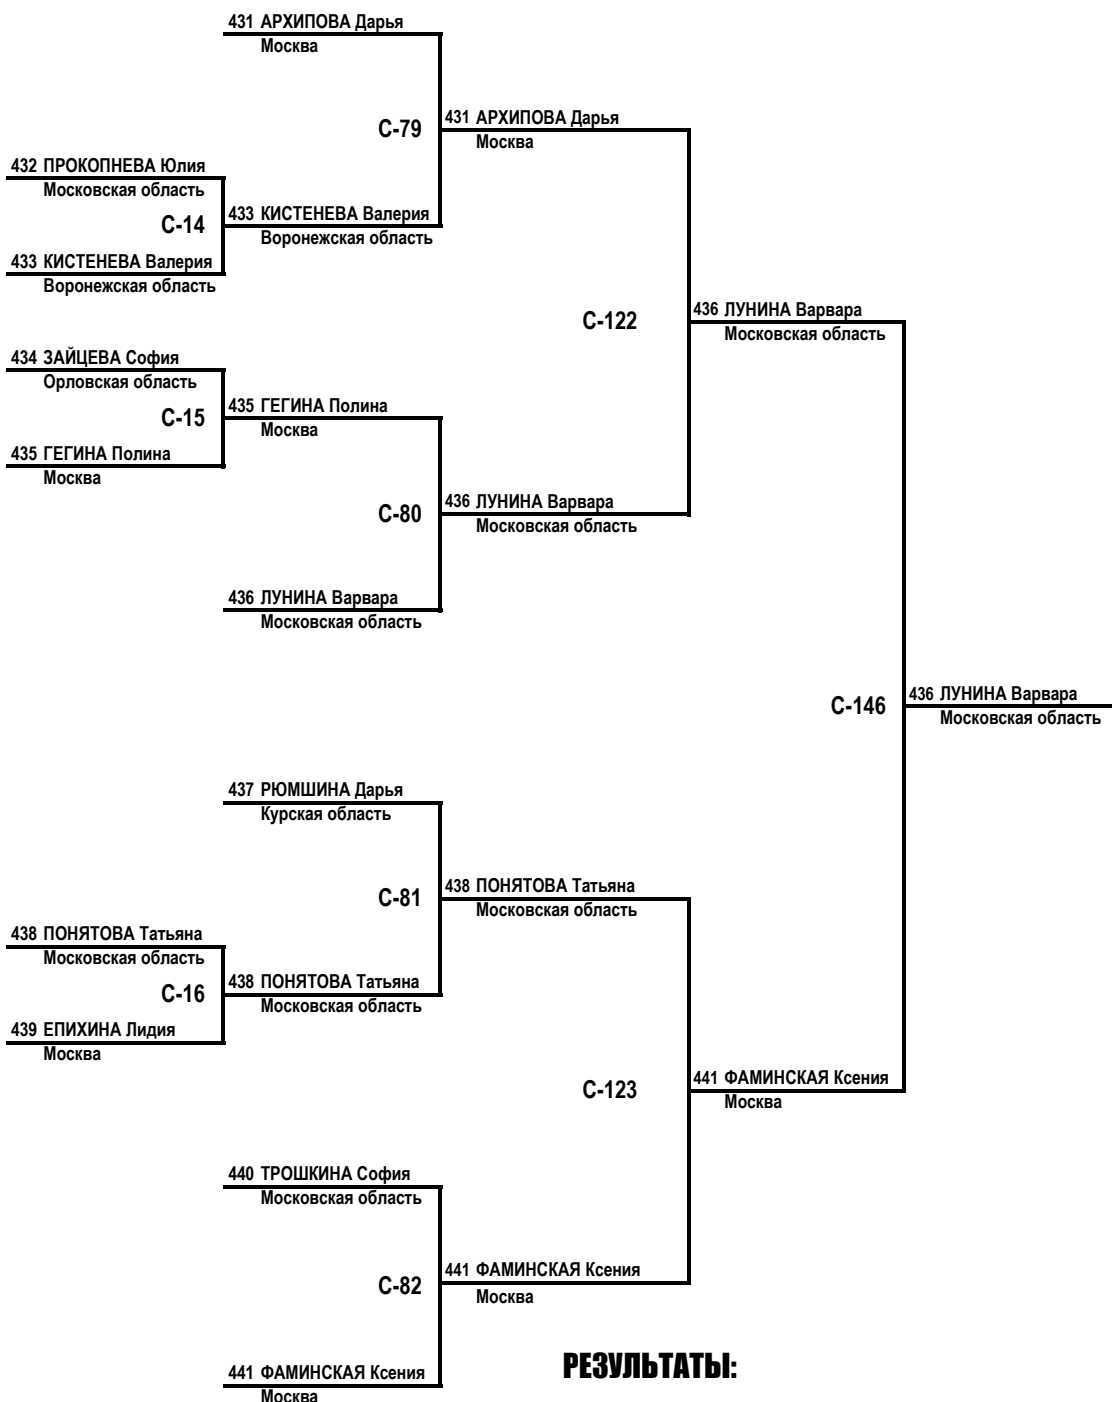 431 АРХИПОВА Дарья
Москва
С-79
431 АРХИПОВА Дарья
Москва
432 ПРОКОПНЕВА Юлия
Московская область
С-14
433 КИСТЕНЕВА Валерия
Воронежская область
433 КИСТЕНЕВА Валерия
Воронежская область
С-122
436 ЛУНИНА Варвара
Московская область
434 ЗАЙЦЕВА София
Орловская область
С-15
435 ГЕГИНА Полина
Москва
435 ГЕГИНА Полина
Москва
С-80
436 ЛУНИНА Варвара
Московская область
436 ЛУНИНА Варвара
Московская область
С-146
436 ЛУНИНА Варвара
Московская область
437 РЮМШИНА Дарья
Курская область
С-81
438 ПОНЯТОВА Татьяна
Московская область
438 ПОНЯТОВА Татьяна
Московская область
С-16
438 ПОНЯТОВА Татьяна
Московская область
439 ЕПИХИНА Лидия
Москва
С-123
441 ФАМИНСКАЯ Ксения
Москва
440 ТРОШКИНА София
Московская область
С-82
441 ФАМИНСКАЯ Ксения
Москва
441 ФАМИНСКАЯ Ксения
Москва
РЕЗУЛЬТАТЫ: